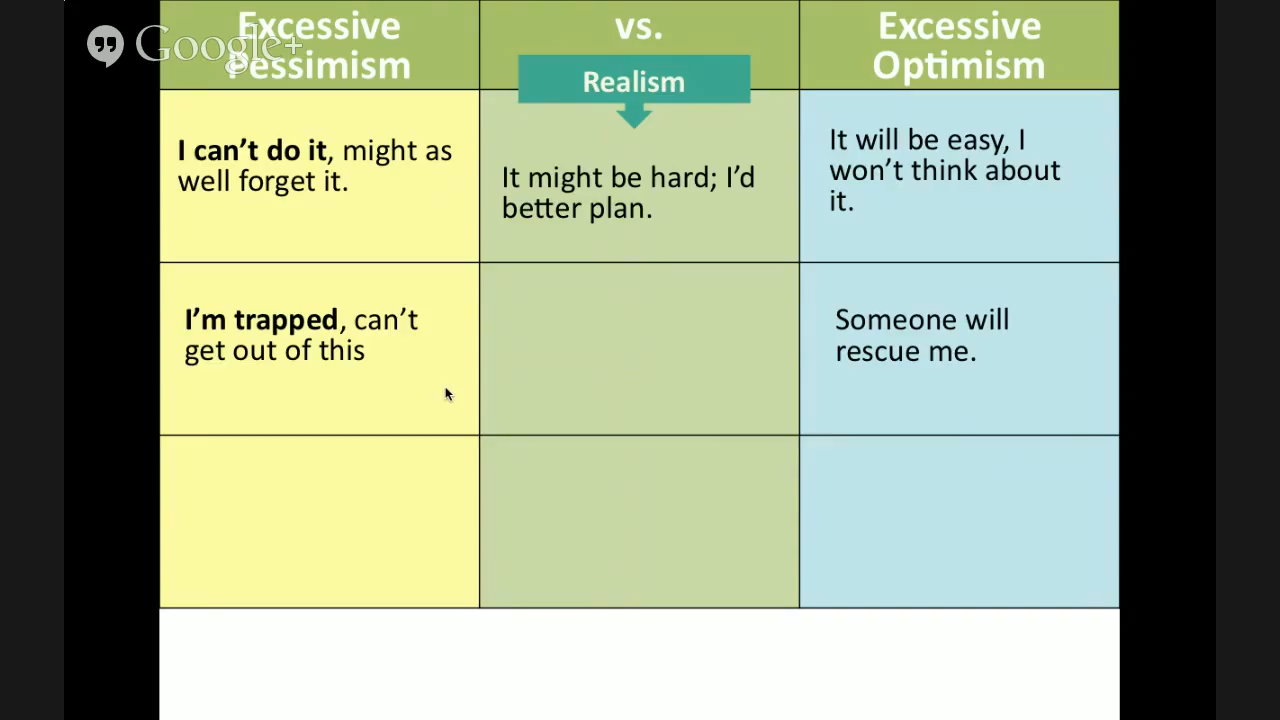 Google+
Excessive
Pessimism
vs.
Realism
Excessive
Optimism
I can’t do it, might as
well forget it.
It might be hard; I’d
better plan.
It will be easy, I
won’t think about
it.
I’m trapped, can’t
get out of this
Someone will
rescue me.